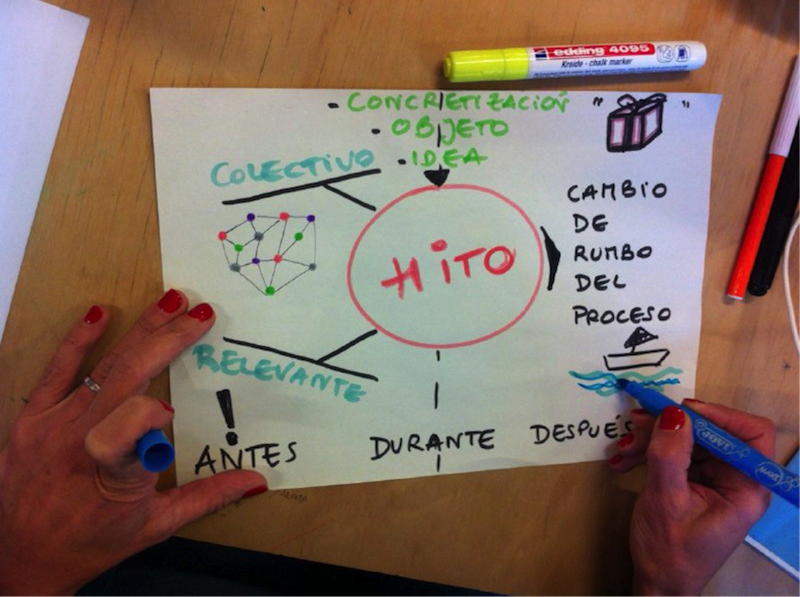 edding 4095
Kreide - chalk marker
- CONCRETIZACIÓN
- OBJETO
- IDEA
" "
COLECTIVO
HITO
CAMBIO
DE
RUMBO
DEL
PROCESO
RELEVANTE
!
ANTES
DURANTE
DESPUÉS